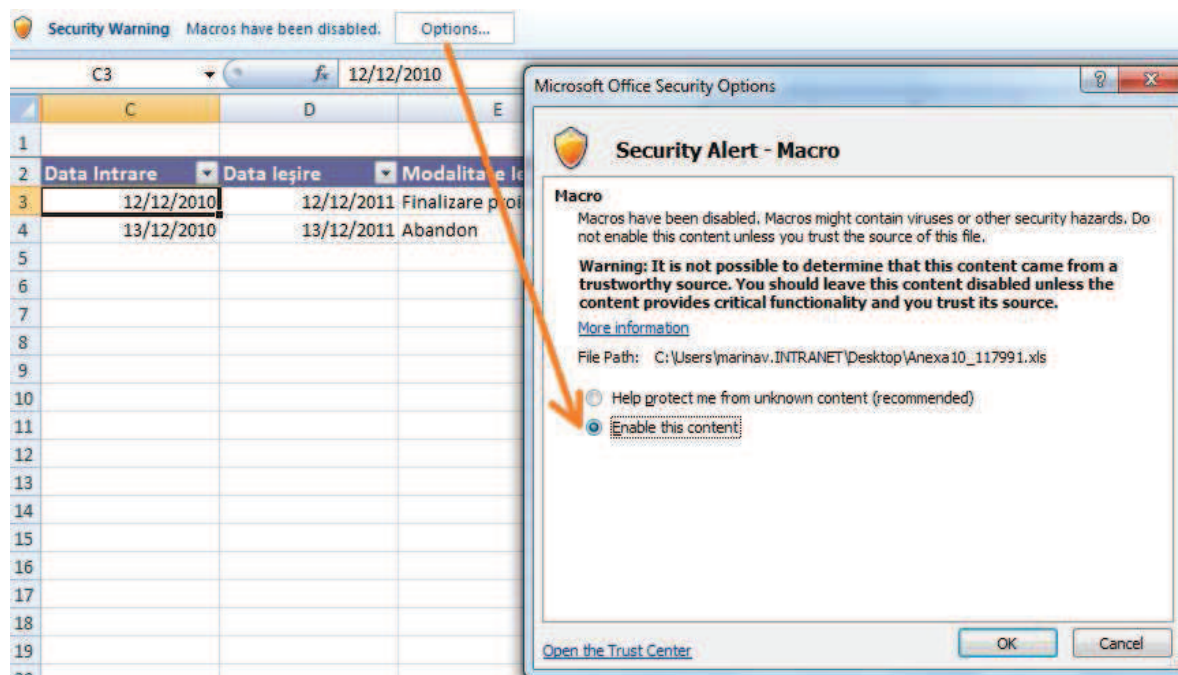 Security Warning Macros have been disabled. Options...
C3 fx 12/12/2010
C D E
1
2 Data Intrare Data Ieșire Modalitate Ie
3 12/12/2010 12/12/2011 Finalizare proi
4 13/12/2010 13/12/2011 Abandon
5
6
7
8
9
10
11
12
13
14
15
16
17
18
19
Microsoft Office Security Options
Security Alert - Macro
Macro
Macros have been disabled. Macros might contain viruses or other security hazards. Do
not enable this content unless you trust the source of this file.
Warning: It is not possible to determine that this content came from a
trustworthy source. You should leave this content disabled unless the
content provides critical functionality and you trust its source.
More information
File Path: C:\Users\marinav.INTRANET\Desktop\Anexa10_117991.xls
Help protect me from unknown content (recommended)
Enable this content
Open the Trust Center
OK Cancel